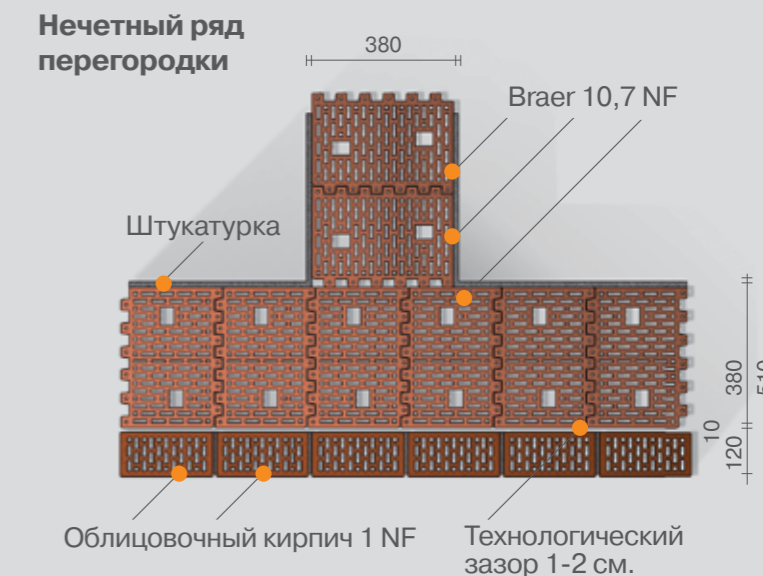 Нечетный ряд
перегородки
380
Braer 10,7 NF
Штукатурка
380
510
10
120
Облицовочный кирпич 1 NF
Технологический
зазор 1-2 см.